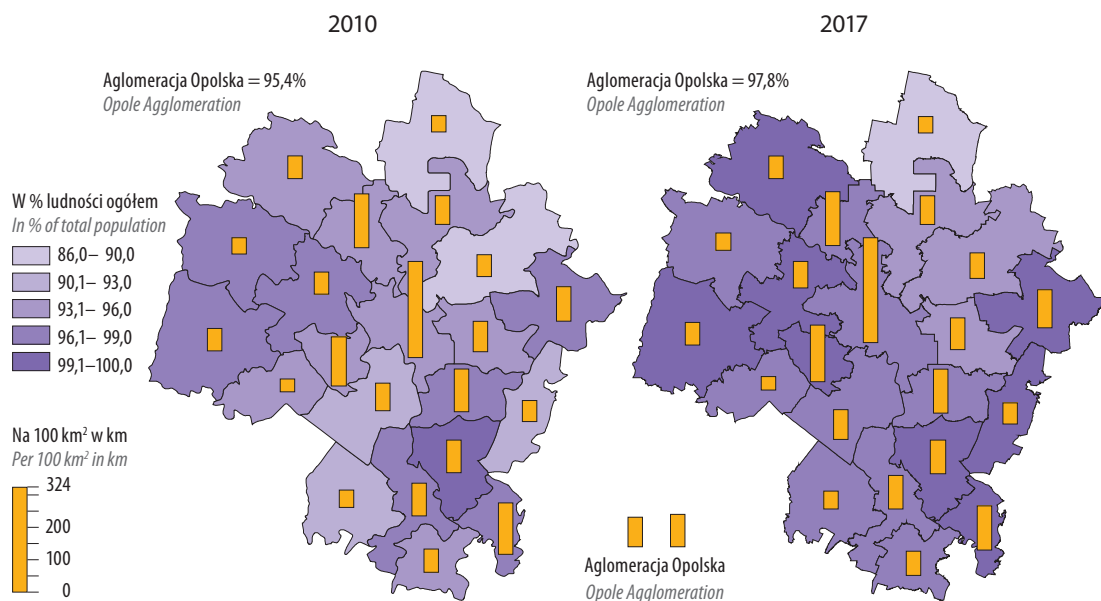 2010
2017
Aglomeracja Opolska = 95,4%
Opole Agglomeration
Aglomeracja Opolska = 97,8%
Opole Agglomeration
W % ludności ogółem
In % of total population
86,0– 90,0
90,1– 93,0
93,1– 96,0
96,1– 99,0
99,1–100,0
Na 100 km² w km
Per 100 km² in km
324
200
100
0
Aglomeracja Opolska
Opole Agglomeration